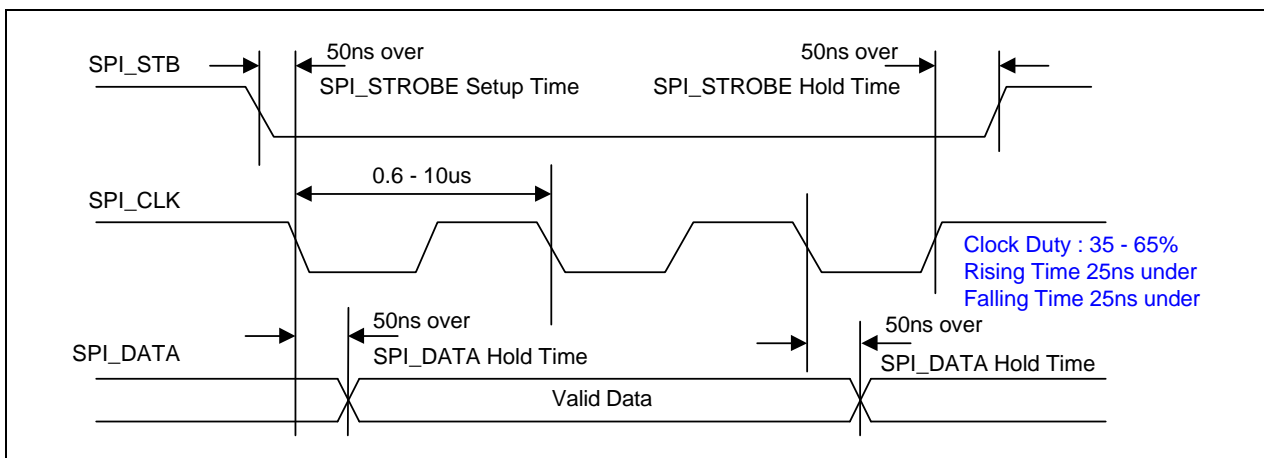 50ns over
50ns over
SPI_STB
SPI_STROBE Setup Time
SPI_STROBE Hold Time
0.6 - 10us
SPI_CLK
Clock Duty : 35 - 65%
Rising Time 25ns under
Falling Time 25ns under
50ns over
50ns over
SPI_DATA
SPI_DATA Hold Time
SPI_DATA Hold Time
Valid Data